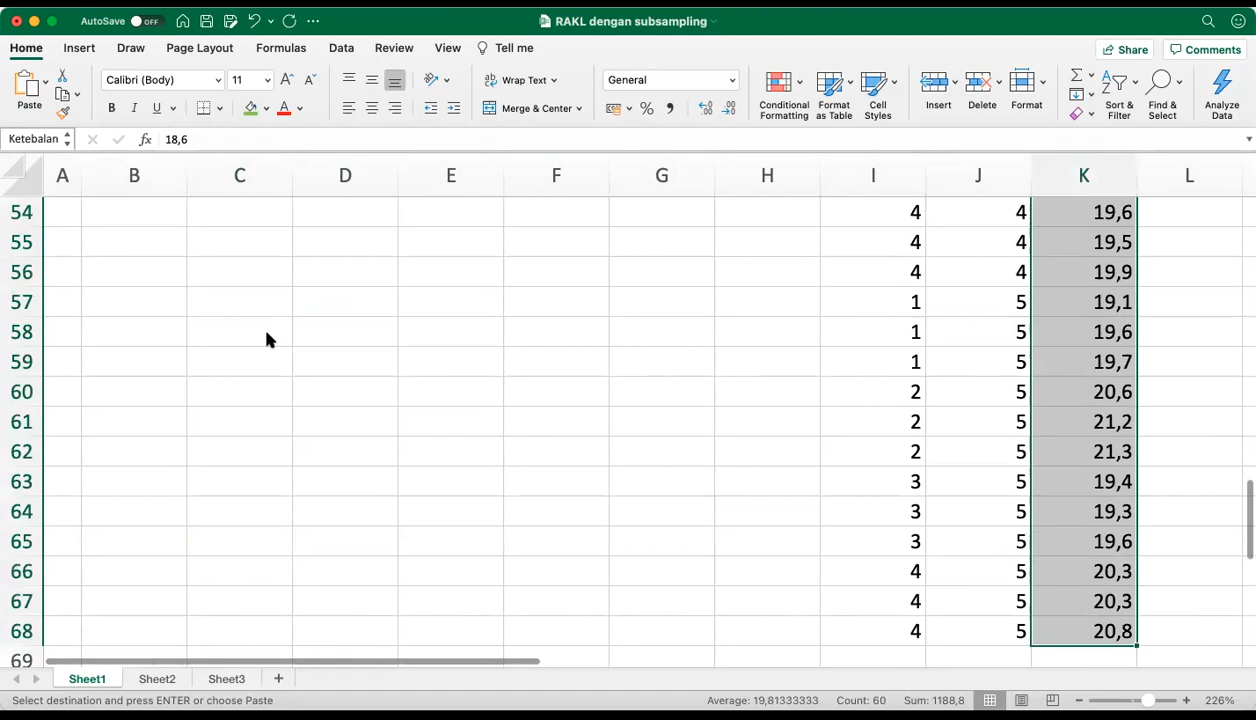 AutoSave OFF RAKL dengan subsampling
Home Insert Draw Page Layout Formulas Data Review View Tell me Share Comments
Paste Calibri (Body) 11 A A Wrap Text General Conditional Formatting Format as Table Cell Styles Insert Delete Format Sort & Filter Find & Select Analyze Data
B I U A Merge & Center % ,
Ketebalan fx 18,6
A B C D E F G H I J K L
54 4 4 19,6
55 4 4 19,5
56 4 4 19,9
57 1 5 19,1
58 1 5 19,6
59 1 5 19,7
60 2 5 20,6
61 2 5 21,2
62 2 5 21,3
63 3 5 19,4
64 3 5 19,3
65 3 5 19,6
66 4 5 20,3
67 4 5 20,3
68 4 5 20,8
69
Sheet1 Sheet2 Sheet3 +
Select destination and press ENTER or choose Paste Average: 19,81333333 Count: 60 Sum: 1188,8 226%